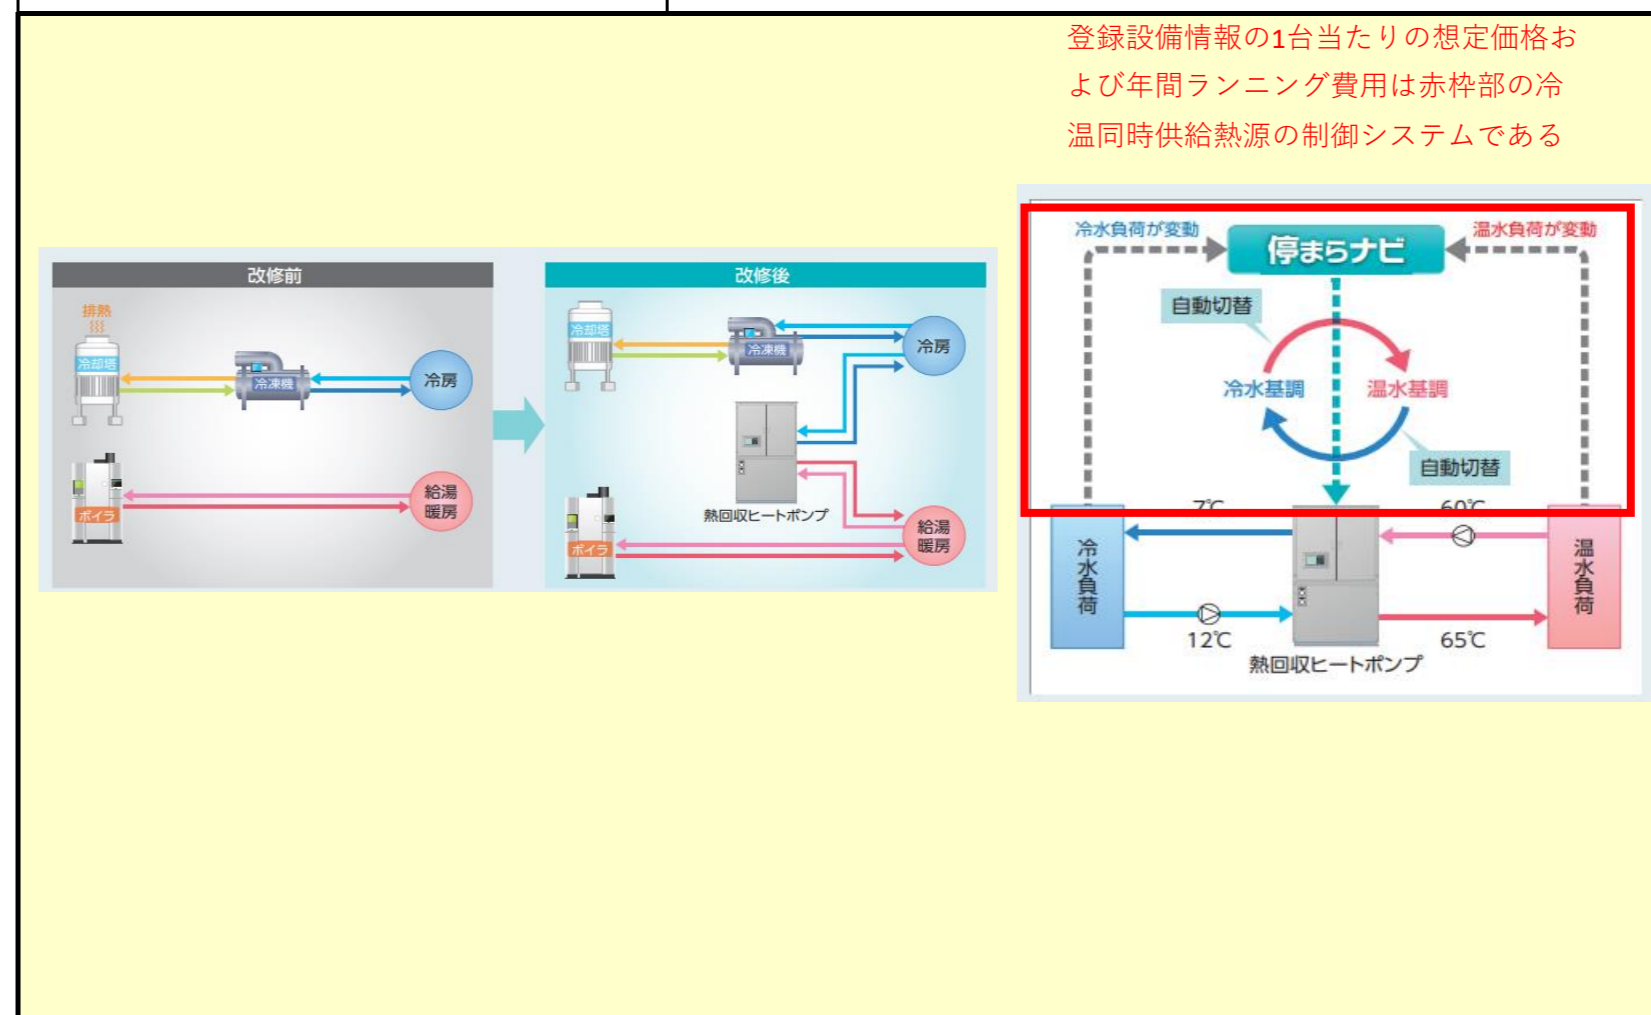 登録設備情報の1台当たりの想定価格お
よび年間ランニング費用は赤枠部の冷
温同時供給熱源の制御システムである
改修前
排熱
冷却塔
冷凍機
冷房
ボイラ
給湯
暖房
改修後
冷却塔
冷凍機
冷房
熱回収ヒートポンプ
ボイラ
給湯
暖房
冷水負荷が変動
停まらナビ
温水負荷が変動
自動切替
冷水基調
温水基調
自動切替
7℃
60℃
冷水負荷
温水負荷
12℃
65℃
熱回収ヒートポンプ